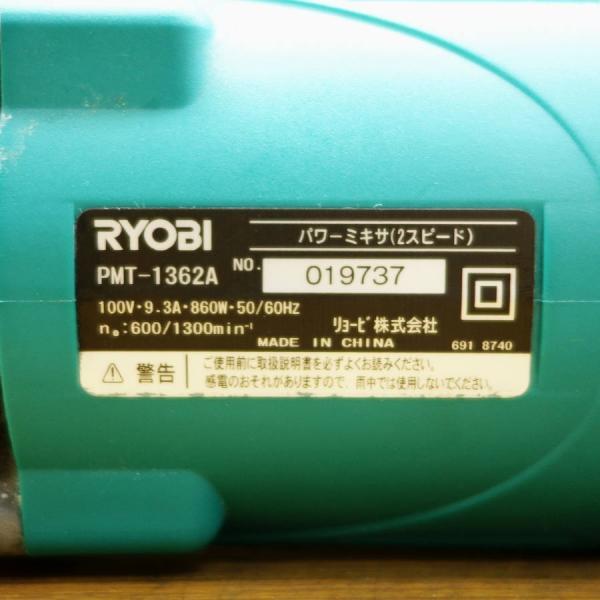 RYOBI
パワーミキサ(2スピード)
PMT-1362A
NO. 019737
100V・9.3A・860W・50/60Hz
n₀:600/1300min⁻¹
リョービ株式会社
MADE IN CHINA
691 8740
警告
ご使用前に取扱説明書を必ずよくお読みください。
感電のおそれがありますので、雨中では使用しないでください。